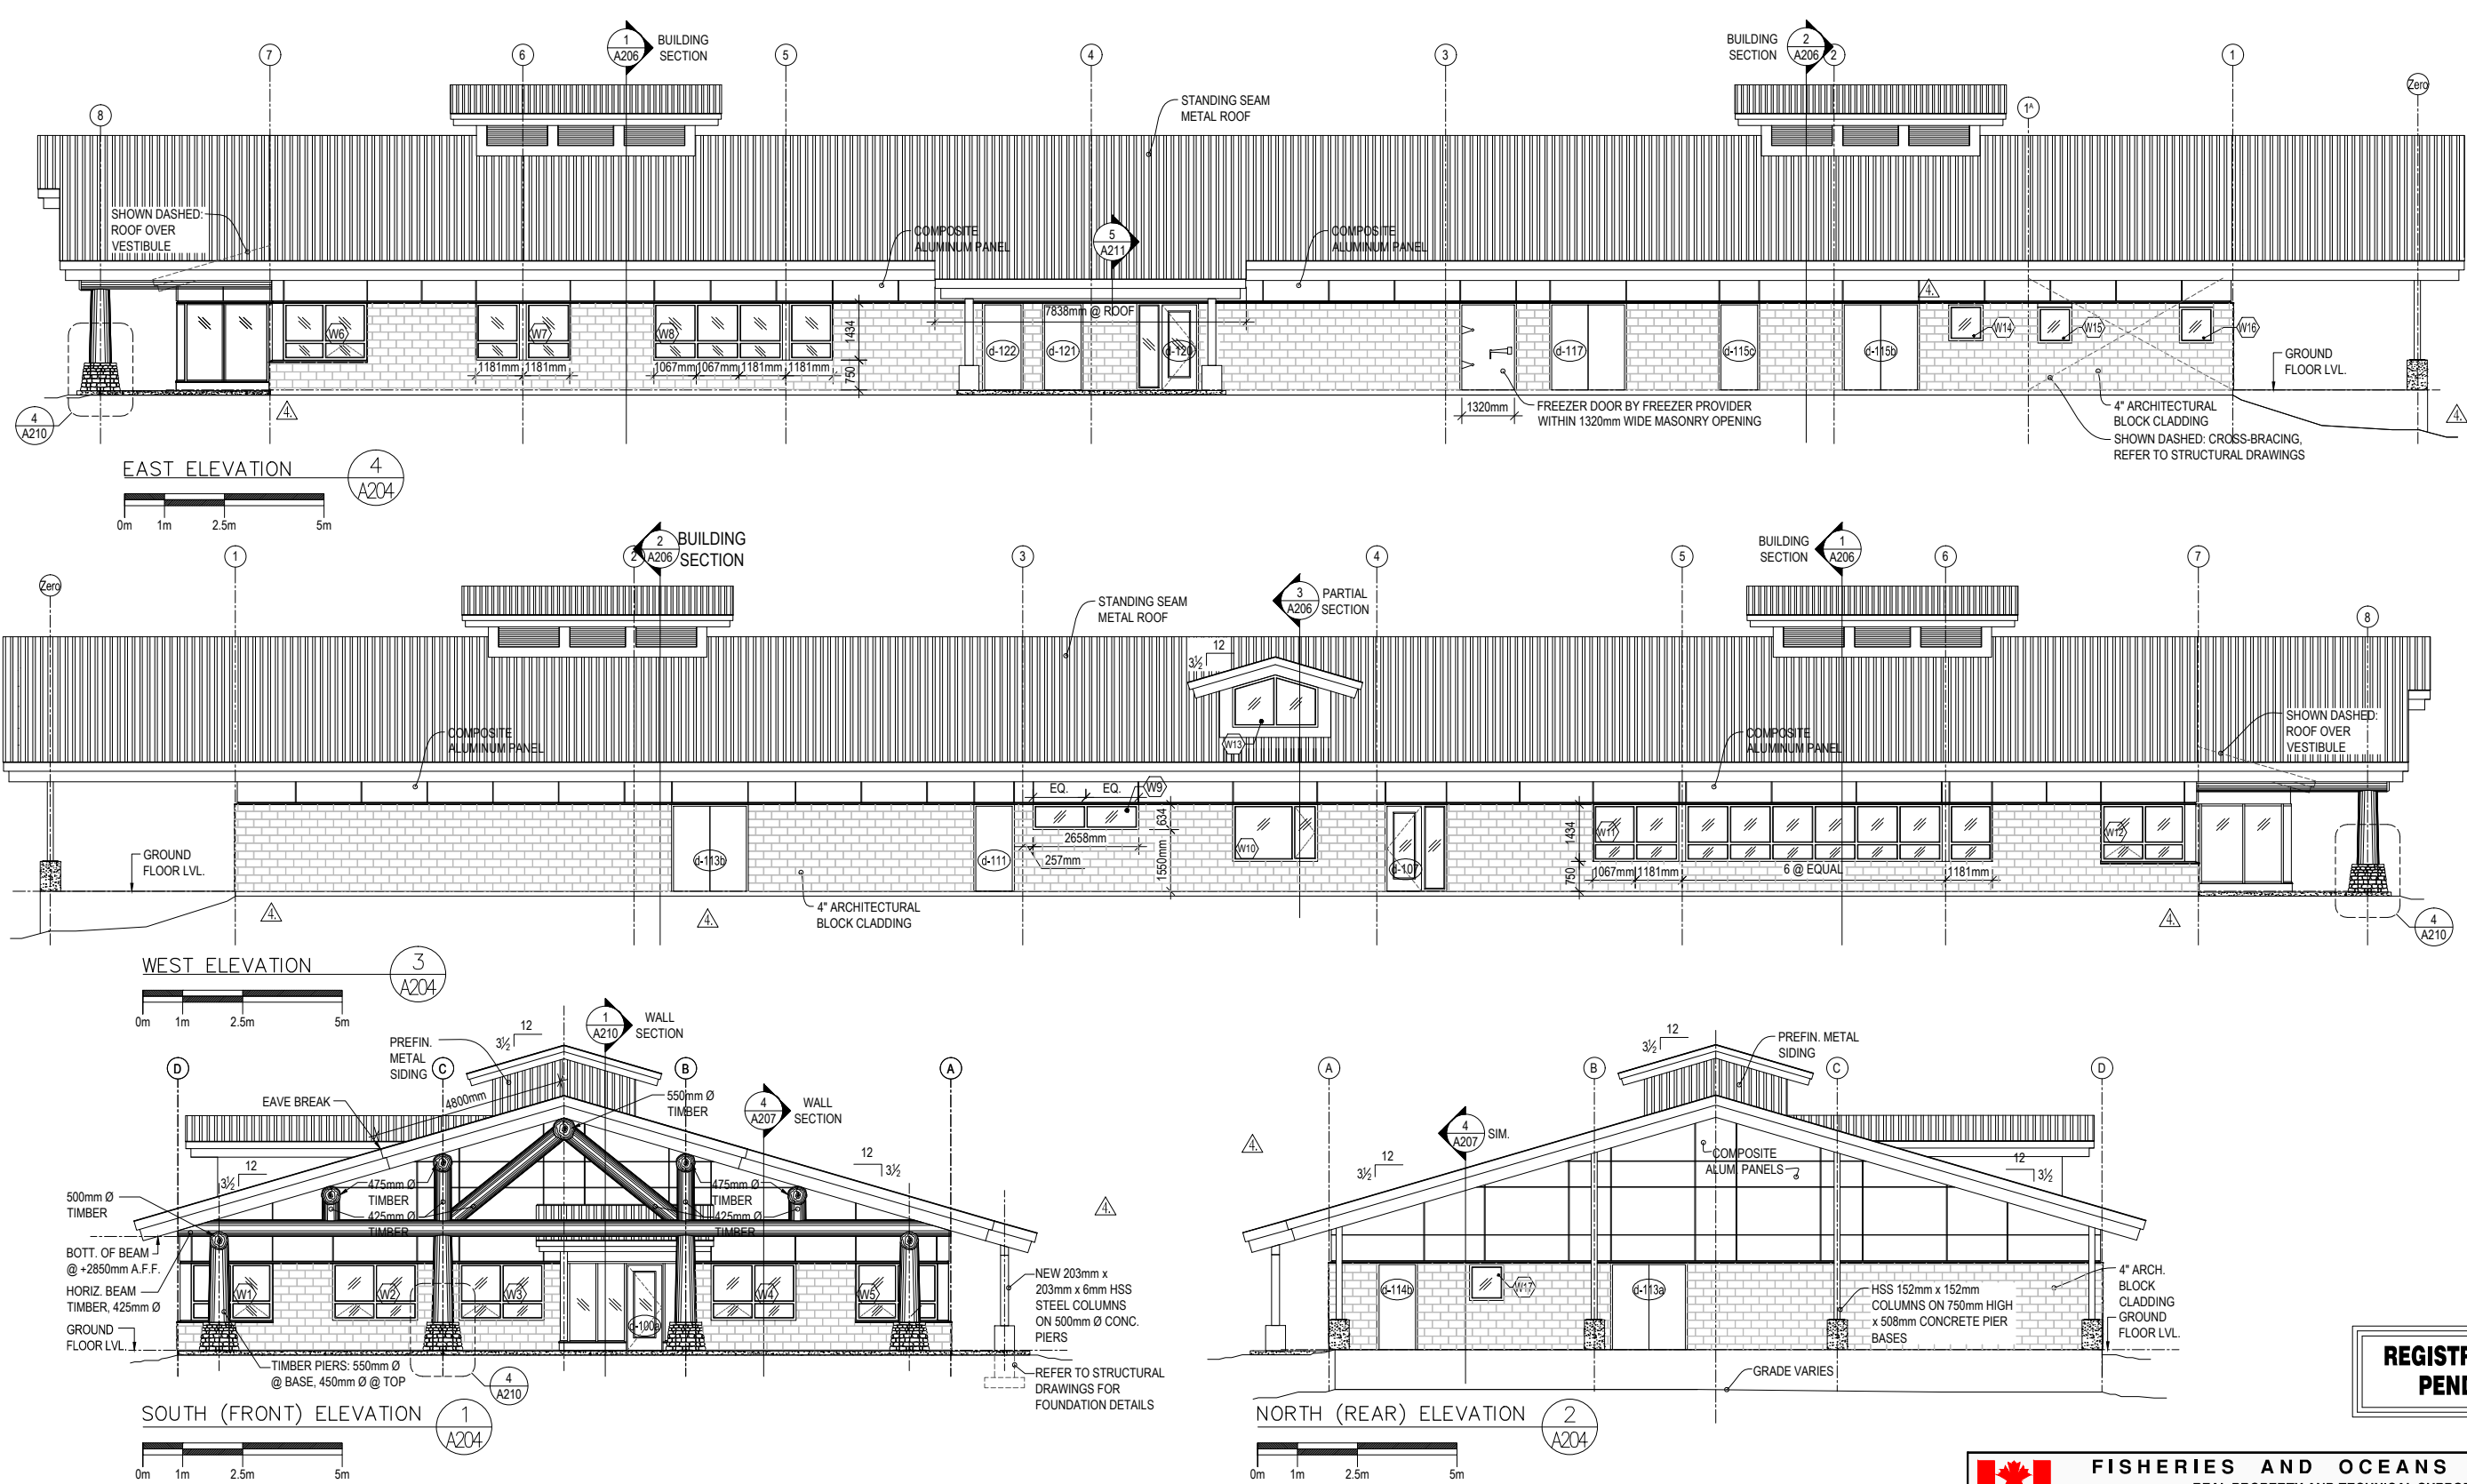 1
A206
BUILDING
SECTION
BUILDING
SECTION
2
A206
8
7
6
5
4
3
2
1ᴬ
1
Zero
STANDING SEAM
METAL ROOF
SHOWN DASHED:
ROOF OVER
VESTIBULE
COMPOSITE
ALUMINUM PANEL
5
A211
COMPOSITE
ALUMINUM PANEL
7838mm @ ROOF
W6
W7
W8
1434
750
1181mm
1181mm
1067mm
1067mm
1181mm
1181mm
d-122
d-121
d-120
d-117
d-115c
d-115b
4.
W14
W15
W16
GROUND
FLOOR LVL.
4
A210
4.
1320mm
FREEZER DOOR BY FREEZER PROVIDER
WITHIN 1320mm WIDE MASONRY OPENING
4" ARCHITECTURAL
BLOCK CLADDING
SHOWN DASHED: CROSS-BRACING,
REFER TO STRUCTURAL DRAWINGS
4.
EAST ELEVATION
4
A204
0m 1m 2.5m 5m
Zero
1
2
2
A206
BUILDING
SECTION
3
3
A206
PARTIAL
SECTION
4
5
BUILDING
SECTION
1
A206
6
7
8
STANDING SEAM
METAL ROOF
12
3½
W13
COMPOSITE
ALUMINUM PANEL
COMPOSITE
ALUMINUM PANEL
SHOWN DASHED:
ROOF OVER
VESTIBULE
EQ.
EQ.
W9
634
2658mm
257mm
1550mm
W10
d-113b
d-111
d-107
1434
750
W11
W12
1067mm
1181mm
6 @ EQUAL
1181mm
GROUND
FLOOR LVL.
4" ARCHITECTURAL
BLOCK CLADDING
4.
4.
4.
4
A210
WEST ELEVATION
3
A204
0m 1m 2.5m 5m
D
C
B
A
PREFIN.
METAL
SIDING
12
3½
1
A210
WALL
SECTION
EAVE BREAK
4800mm
550mm Ø
TIMBER
4
A207
WALL
SECTION
12
3½
12
3½
500mm Ø
TIMBER
475mm Ø
TIMBER
425mm Ø
TIMBER
475mm Ø
TIMBER
425mm Ø
TIMBER
BOTT. OF BEAM
@ +2850mm A.F.F.
HORIZ. BEAM
TIMBER, 425mm Ø
GROUND
FLOOR LVL.
W1
W2
W3
W4
W5
d-100a
4.
NEW 203mm x
203mm x 6mm HSS
STEEL COLUMNS
ON 500mm Ø CONC.
PIERS
TIMBER PIERS: 550mm Ø
@ BASE, 450mm Ø @ TOP
4
A210
REFER TO STRUCTURAL
DRAWINGS FOR
FOUNDATION DETAILS
SOUTH (FRONT) ELEVATION
1
A204
0m 1m 2.5m 5m
A
B
C
D
12
3½
PREFIN. METAL
SIDING
4
A207
SIM.
4.
12
3½
COMPOSITE
ALUM. PANELS
12
3½
d-114b
W17
d-113a
HSS 152mm x 152mm
COLUMNS ON 750mm HIGH
x 508mm CONCRETE PIER
BASES
4" ARCH.
BLOCK
CLADDING
GROUND
FLOOR LVL.
GRADE VARIES
NORTH (REAR) ELEVATION
2
A204
0m 1m 2.5m 5m
FISHERIES AND OCEANS